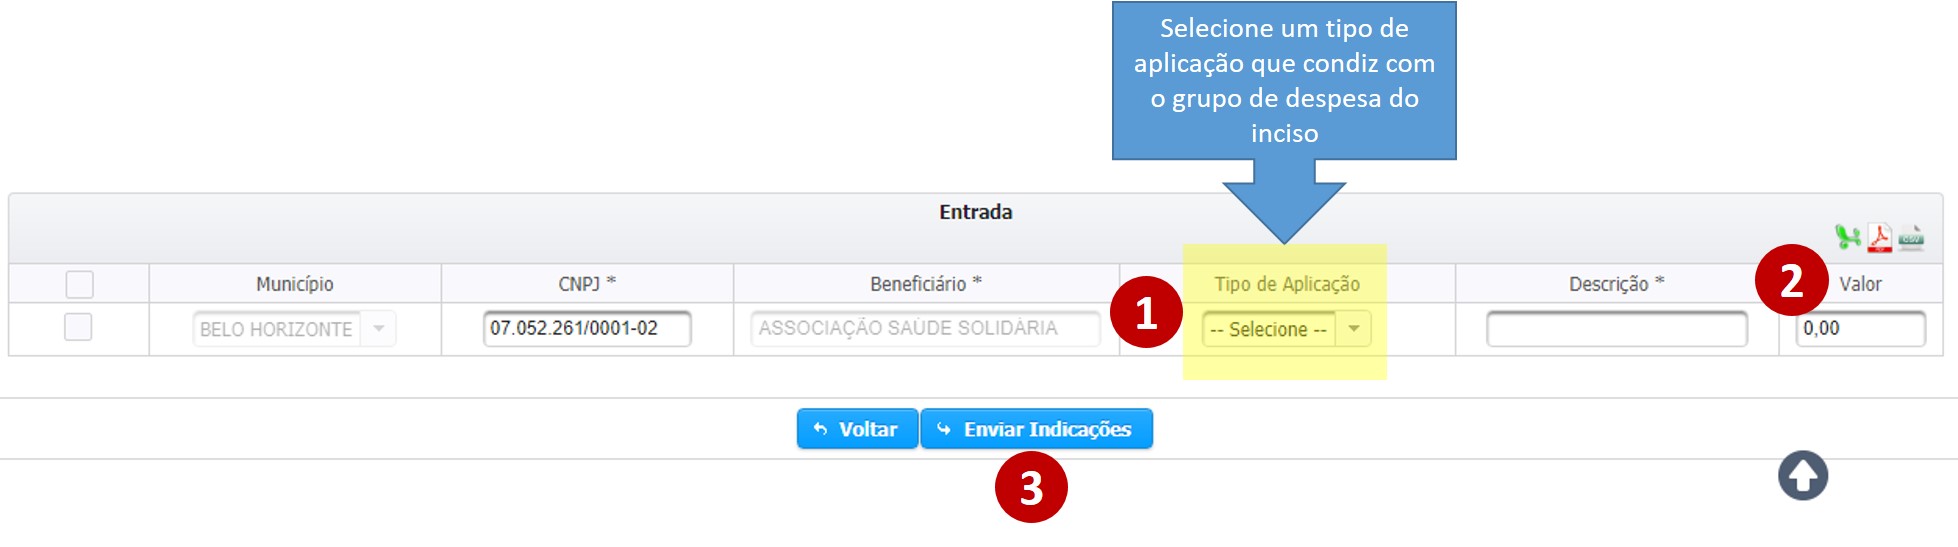 Selecione um tipo de
aplicação que condiz com
o grupo de despesa do
inciso
Entrada
Município
CNPJ *
Beneficiário *
1
Tipo de Aplicação
Descrição *
2
Valor
BELO HORIZONTE
07.052.261/0001-02
ASSOCIAÇÃO SAÚDE SOLIDÁRIA
-- Selecione --
0,00
Voltar
Enviar Indicações
3